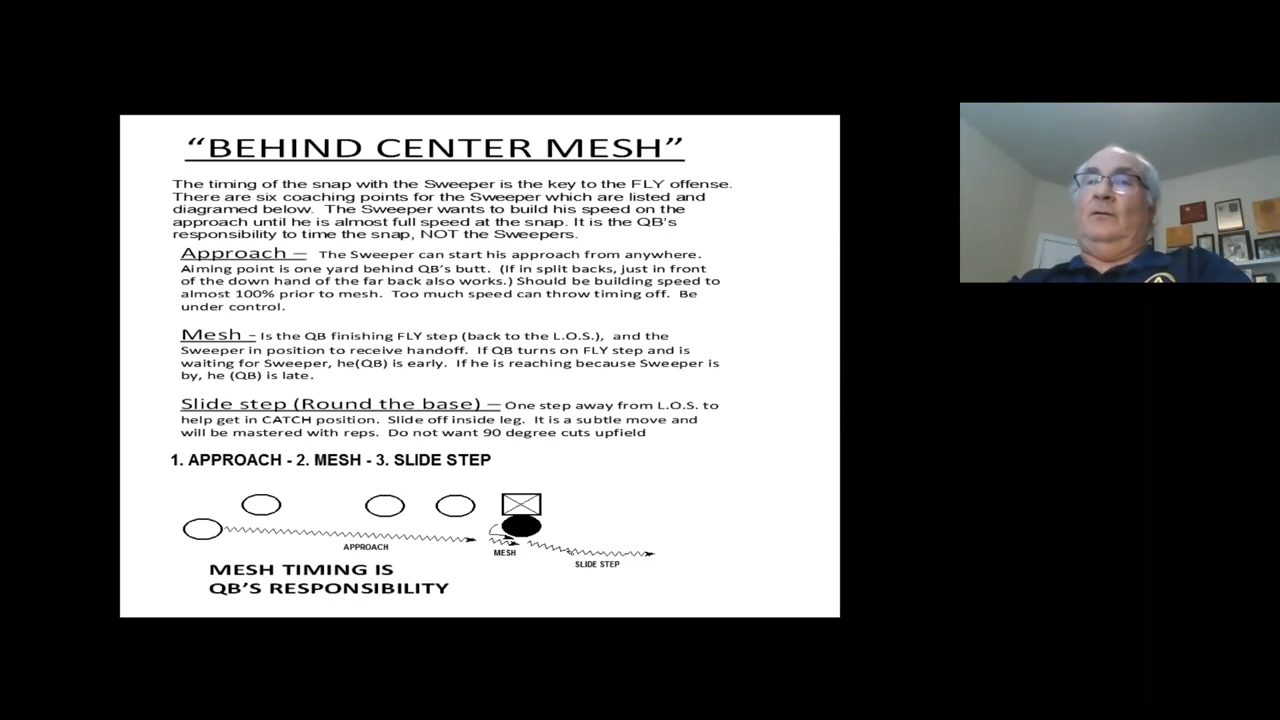 “BEHIND CENTER MESH”
The timing of the snap with the Sweeper is the key to the FLY offense.
There are six coaching points for the Sweeper which are listed and
diagramed below.  The Sweeper wants to build his speed on the
approach until he is almost full speed at the snap. It is the QB's
responsibility to time the snap, NOT the Sweepers.
Approach –  The Sweeper can start his approach from anywhere.
Aiming point is one yard behind QB's butt.  (If in split backs, just in front
of the down hand of the far back also works.) Should be building speed to
almost 100% prior to mesh.  Too much speed can throw timing off.  Be
under control.
Mesh - Is the QB finishing FLY step (back to the L.O.S.),  and the
Sweeper in position to receive handoff.  If QB turns on FLY step and is
waiting for Sweeper, he(QB) is early.  If he is reaching because Sweeper is
by, he (QB) is late.
Slide step (Round the base) – One step away from L.O.S. to
help get in CATCH position.  Slide off inside leg.  It is a subtle move and
will be mastered with reps.  Do not want 90 degree cuts upfield
1. APPROACH - 2. MESH - 3. SLIDE STEP
APPROACH
MESH
SLIDE STEP
MESH TIMING IS
QB'S RESPONSIBILITY